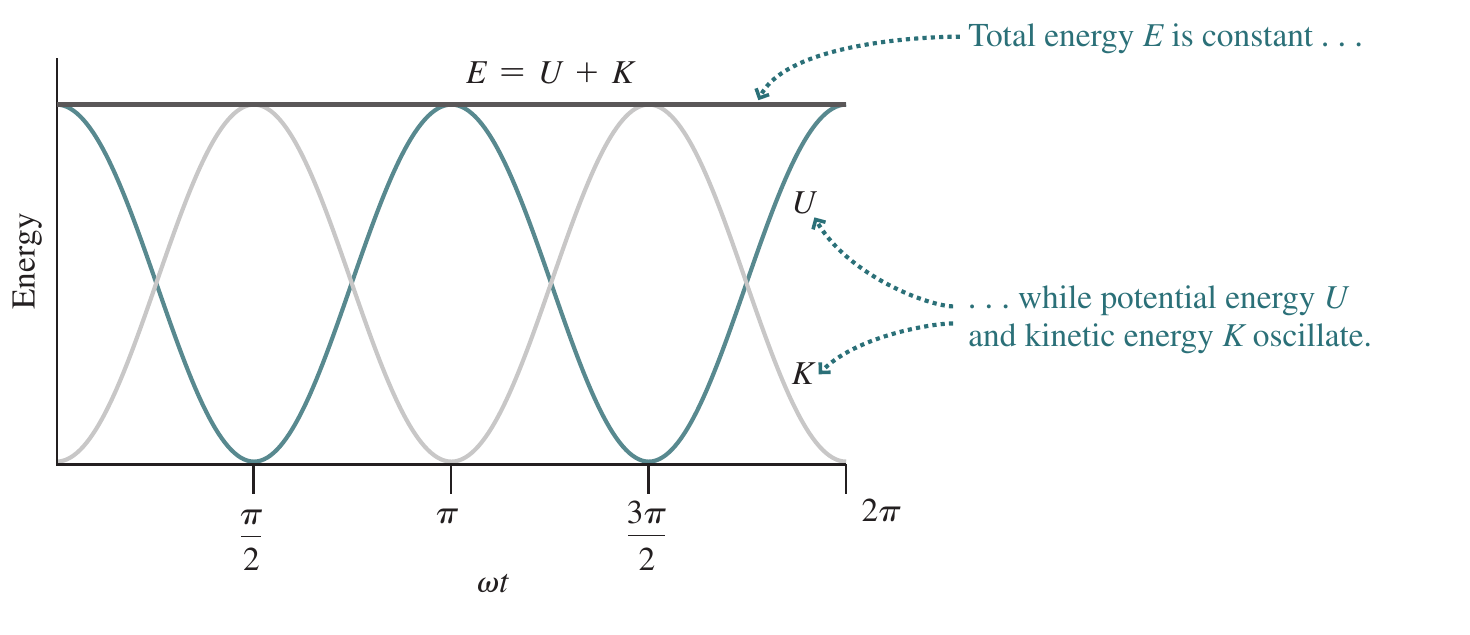 Total energy E is constant . . .
E = U + K
Energy
U
. . . while potential energy U
and kinetic energy K oscillate.
K
π/2
π
3π/2
2π
ωt